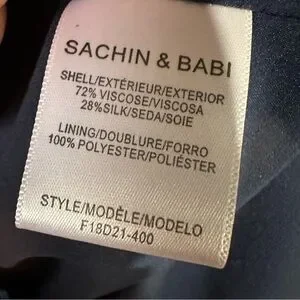 SACHIN & BABI
SHELL/EXTÉRIEUR/EXTERIOR
72% VISCOSE/VISCOSA
28%SILK/SEDA/SOIE
LINING/DOUBLURE/FORRO
100% POLYESTER/POLIÉSTER
STYLE/MODÈLE/MODELO
F18D21-400